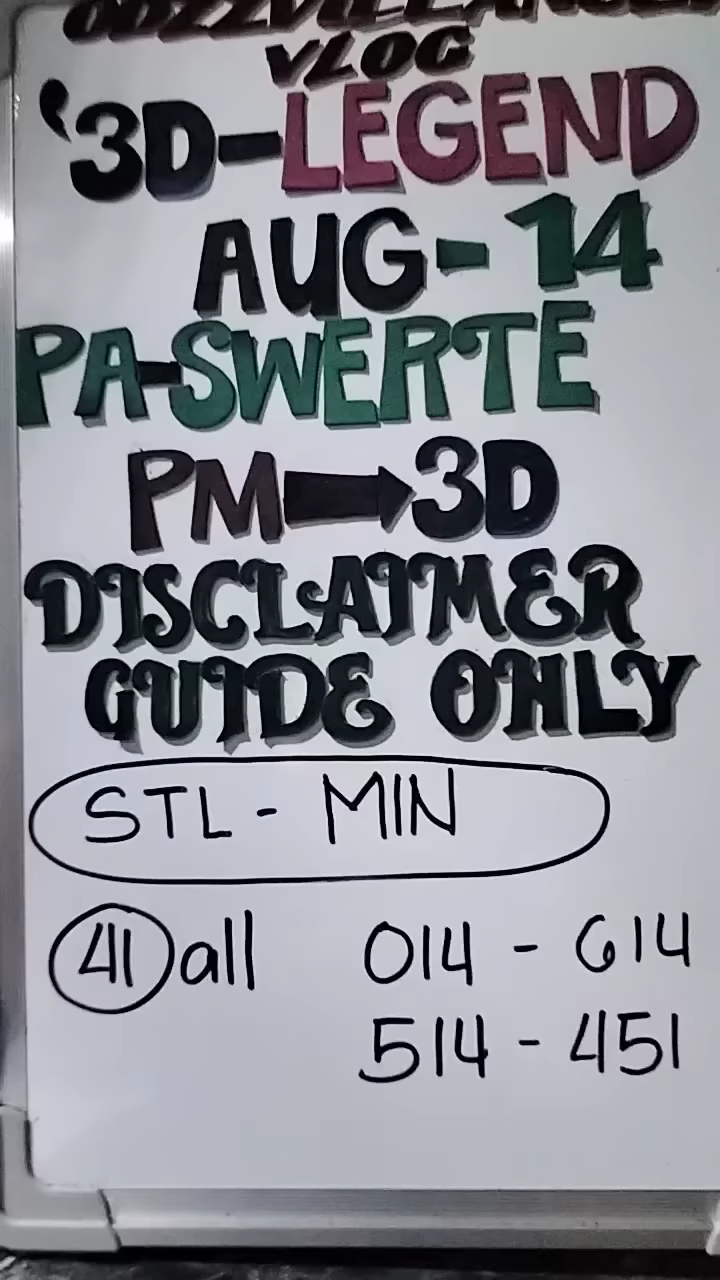 VLOG
'3D-LEGEND
AUG-14
PA-SWERTE
PM➡3D
DISCLAIMER
GUIDE ONLY
STL - MIN
41 all 014 - 614
514 - 451